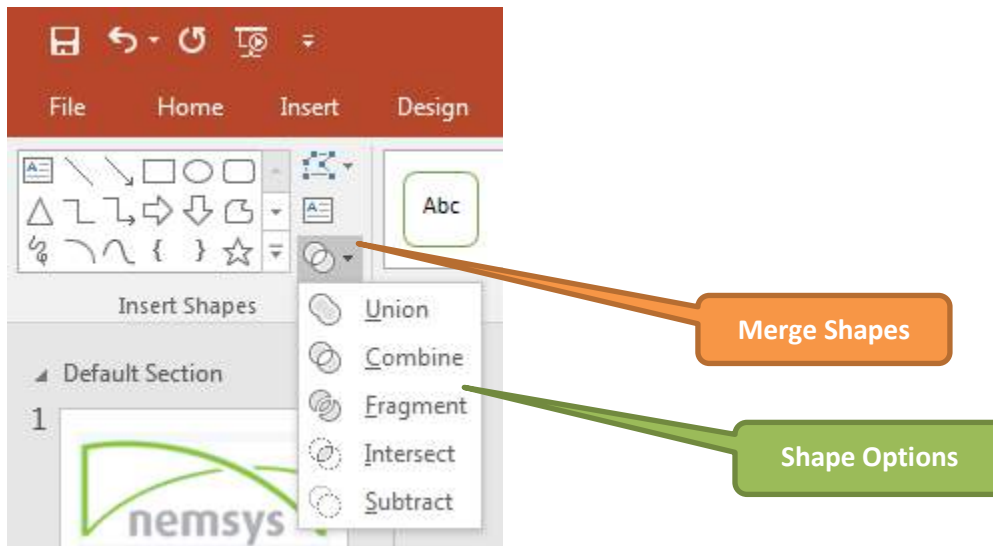 File Home Insert Design
Abc
Insert Shapes
Union
Combine
Fragment
Intersect
Subtract
Default Section
1
nemsys
Merge Shapes
Shape Options